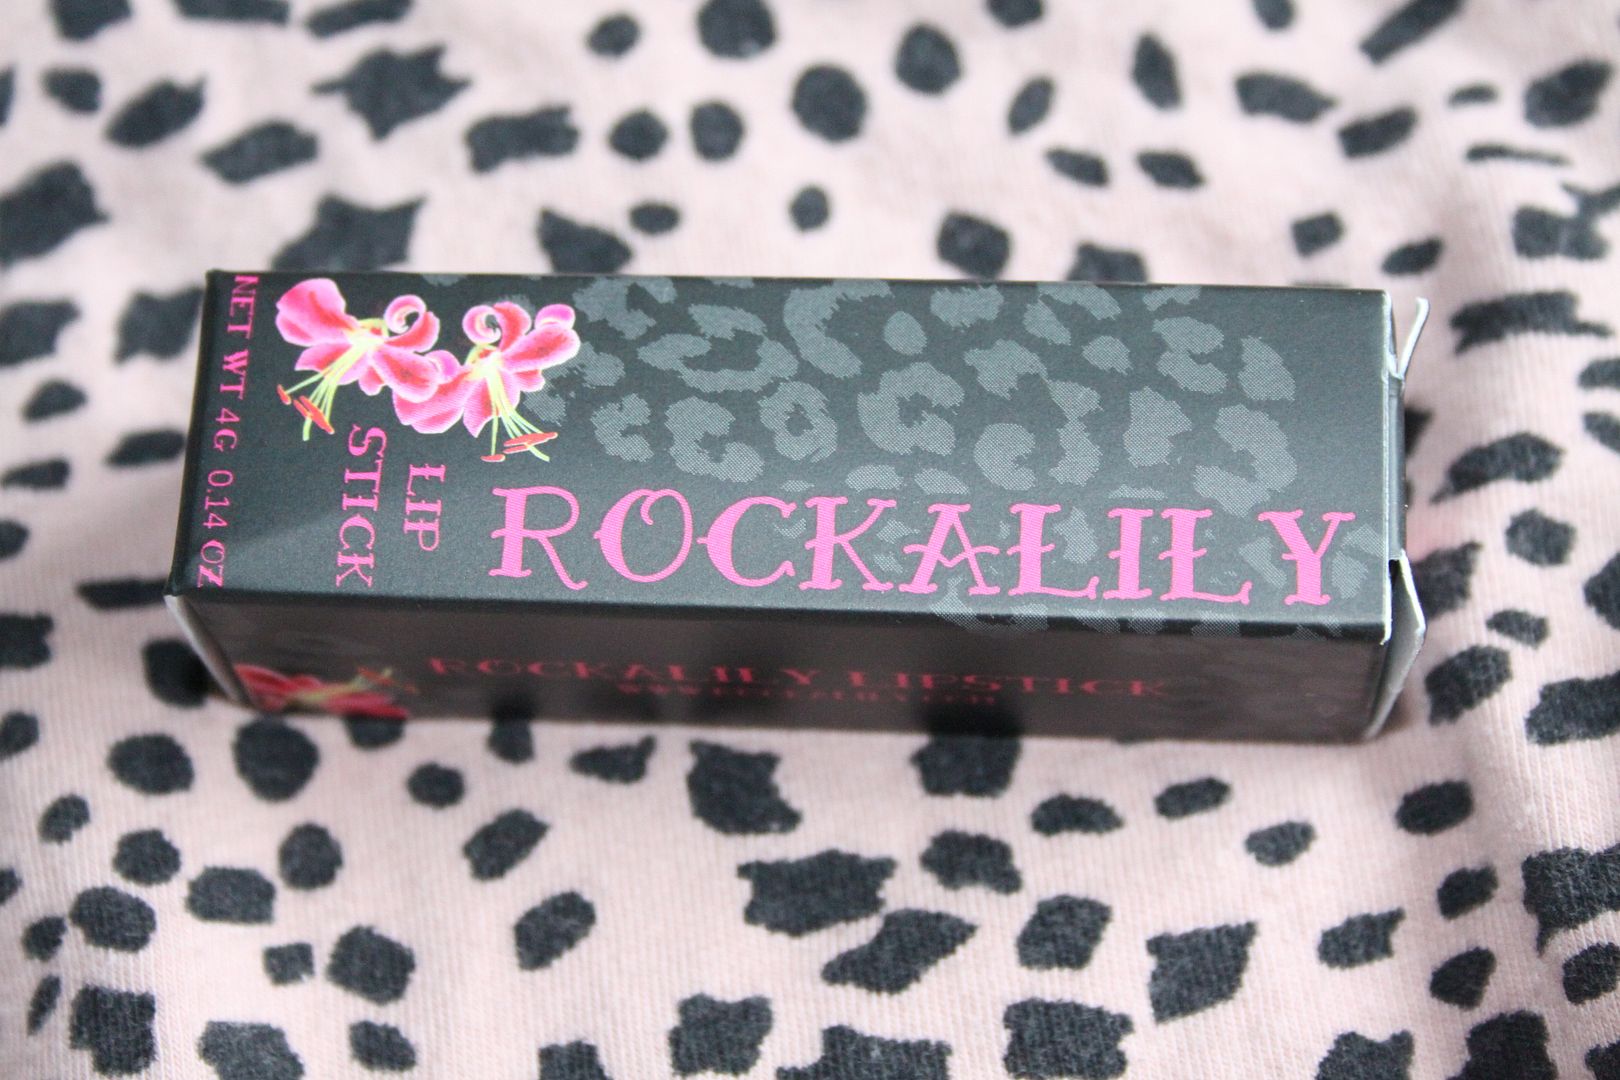 NET WT 4G 0.14 OZ
LIP
STICK
ROCKALILY
ROCKALILY LIPSTICK